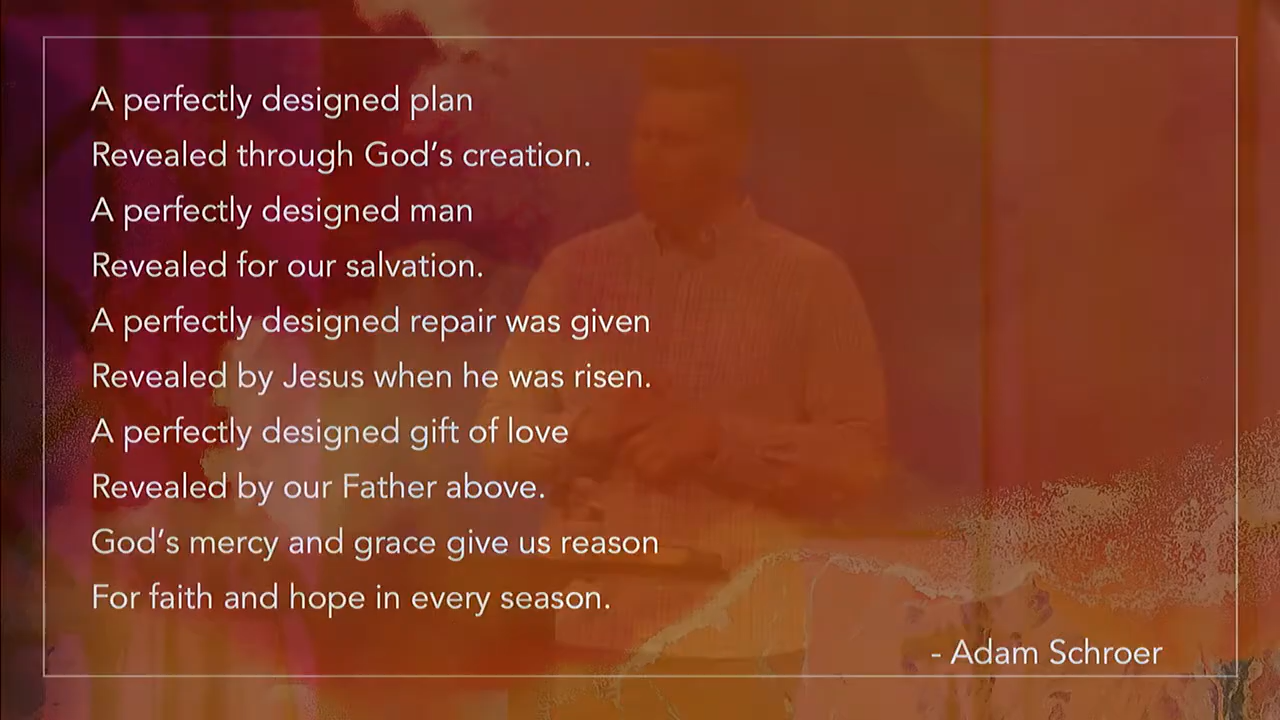 A perfectly designed plan
Revealed through God’s creation.
A perfectly designed man
Revealed for our salvation.
A perfectly designed repair was given
Revealed by Jesus when he was risen.
A perfectly designed gift of love
Revealed by our Father above.
God’s mercy and grace give us reason
For faith and hope in every season.
- Adam Schroer